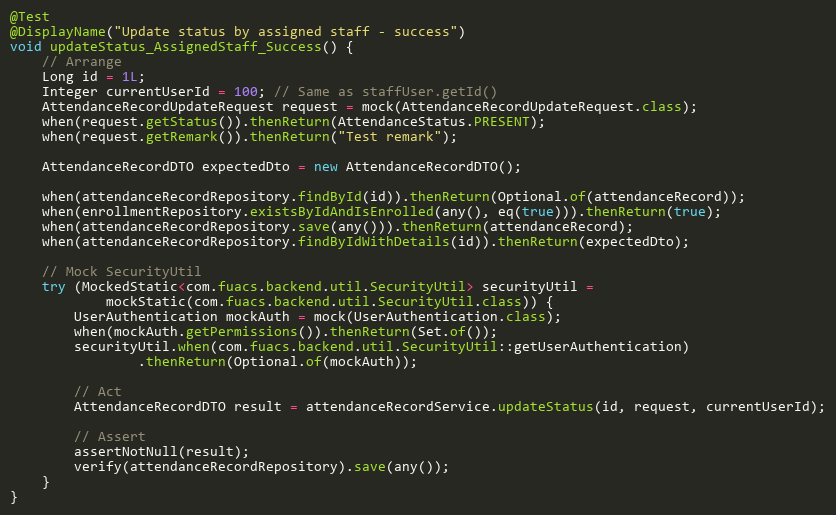 @Test
@DisplayName("Update status by assigned staff - success")
void updateStatus_AssignedStaff_Success() {
    // Arrange
    Long id = 1L;
    Integer currentUserId = 100; // Same as staffUser.getId()
    AttendanceRecordUpdateRequest request = mock(AttendanceRecordUpdateRequest.class);
    when(request.getStatus()).thenReturn(AttendanceStatus.PRESENT);
    when(request.getRemark()).thenReturn("Test remark");

    AttendanceRecordDTO expectedDto = new AttendanceRecordDTO();

    when(attendanceRecordRepository.findById(id)).thenReturn(Optional.of(attendanceRecord));
    when(enrollmentRepository.existsByIdAndIsEnrolled(any(), eq(true))).thenReturn(true);
    when(attendanceRecordRepository.save(any())).thenReturn(attendanceRecord);
    when(attendanceRecordRepository.findByIdWithDetails(id)).thenReturn(expectedDto);

    // Mock SecurityUtil
    try (MockedStatic<com.fuacs.backend.util.SecurityUtil> securityUtil =
            mockStatic(com.fuacs.backend.util.SecurityUtil.class)) {
        UserAuthentication mockAuth = mock(UserAuthentication.class);
        when(mockAuth.getPermissions()).thenReturn(Set.of());
        securityUtil.when(com.fuacs.backend.util.SecurityUtil::getUserAuthentication)
                .thenReturn(Optional.of(mockAuth));

        // Act
        AttendanceRecordDTO result = attendanceRecordService.updateStatus(id, request, currentUserId);

        // Assert
        assertNotNull(result);
        verify(attendanceRecordRepository).save(any());
    }
}